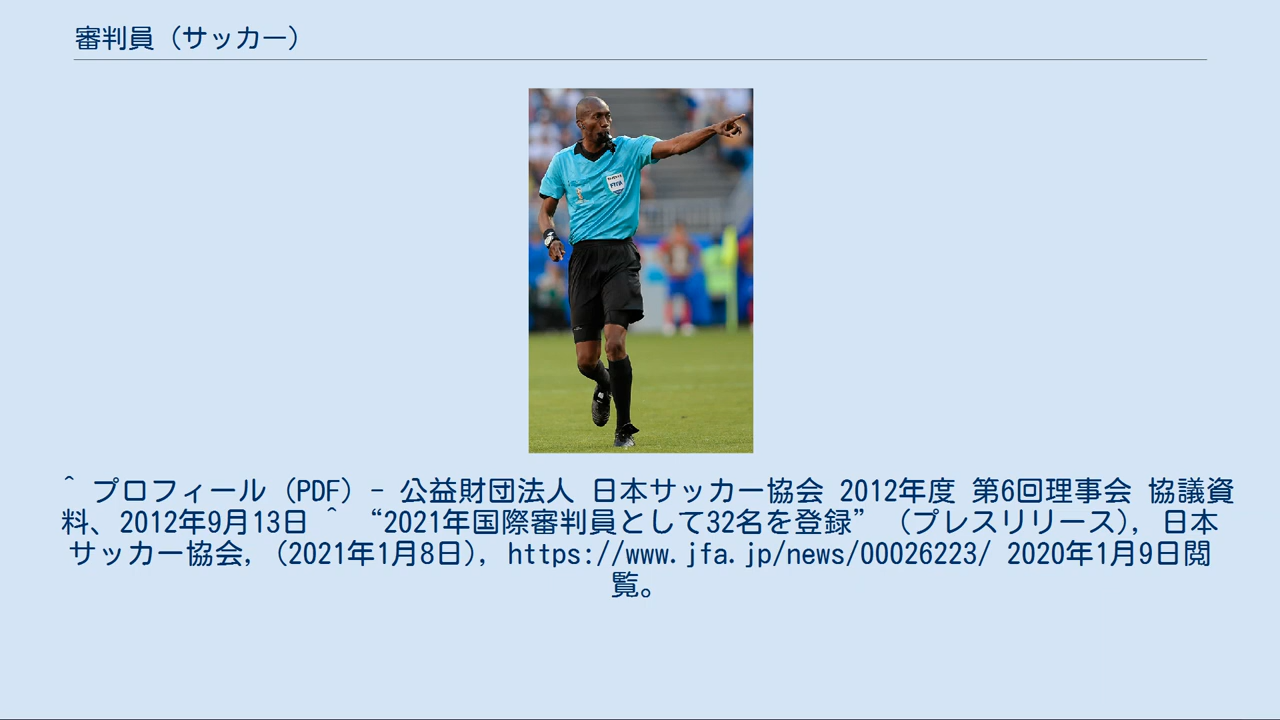 審判員（サッカー）
FIFA
^ プロフィール（PDF）- 公益財団法人 日本サッカー協会 2012年度 第6回理事会 協議資
料、2012年9月13日 ^ “2021年国際審判員として32名を登録” （プレスリリース）, 日本
サッカー協会, （2021年1月8日）, https://www.jfa.jp/news/00026223/ 2020年1月9日閲
覧。